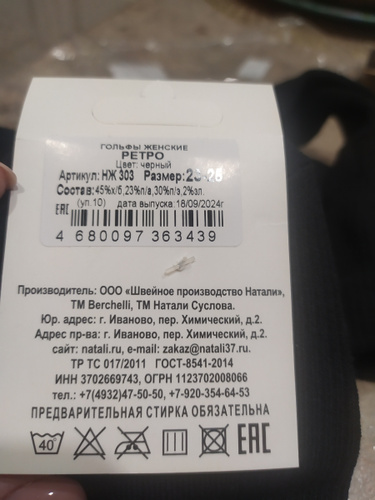 ГОЛЬФЫ ЖЕНСКИЕ
РЕТРО
Цвет: черный
Артикул: НЖ 303 Размер:
Состав: 45%х/б,23%п/а,30%п/э,2%эл.
(уп.10) дата выпуска:18/09/2024г
EAC
4 680097 363439
Производитель: ООО «Швейное производство Натали»,
ТМ Berchelli, ТМ Натали Суслова.
Юр. адрес: г. Иваново, пер. Химический, д.2.
Адрес пр-ва: г. Иваново, пер. Химический, д.2.
сайт: natali.ru, e-mail: zakaz@natali37.ru.
ТР ТС 017/2011 ГОСТ-8541-2014
ИНН 3702669743, ОГРН 1123702008066
тел.: +7(4932)47-50-50, +7-920-354-64-53
ПРЕДВАРИТЕЛЬНАЯ СТИРКА ОБЯЗАТЕЛЬНА
40 EAC